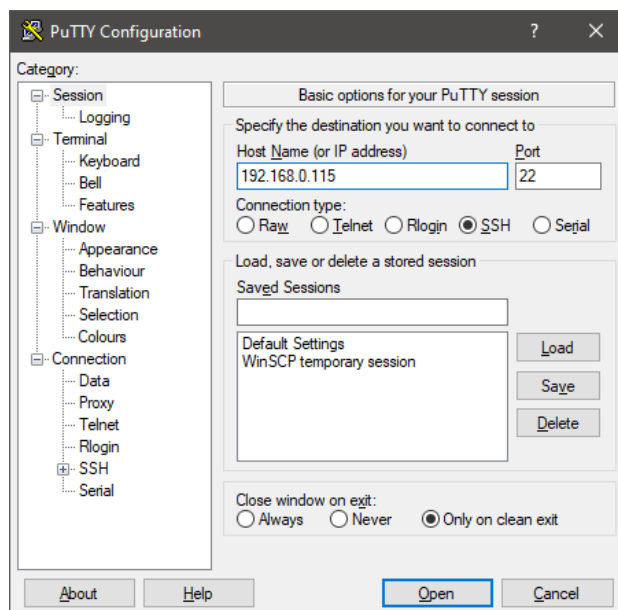 PuTTY Configuration
?
Category:
Session
Logging
Terminal
Keyboard
Bell
Features
Window
Appearance
Behaviour
Translation
Selection
Colours
Connection
Data
Proxy
Telnet
Rlogin
SSH
Serial
Basic options for your PuTTY session
Specify the destination you want to connect to
Host Name (or IP address) Port
192.168.0.115 22
Connection type:
Raw Telnet Rlogin SSH Serial
Load, save or delete a stored session
Saved Sessions
Default Settings
WinSCP temporary session
Load
Save
Delete
Close window on exit:
Always Never Only on clean exit
About Help Open Cancel